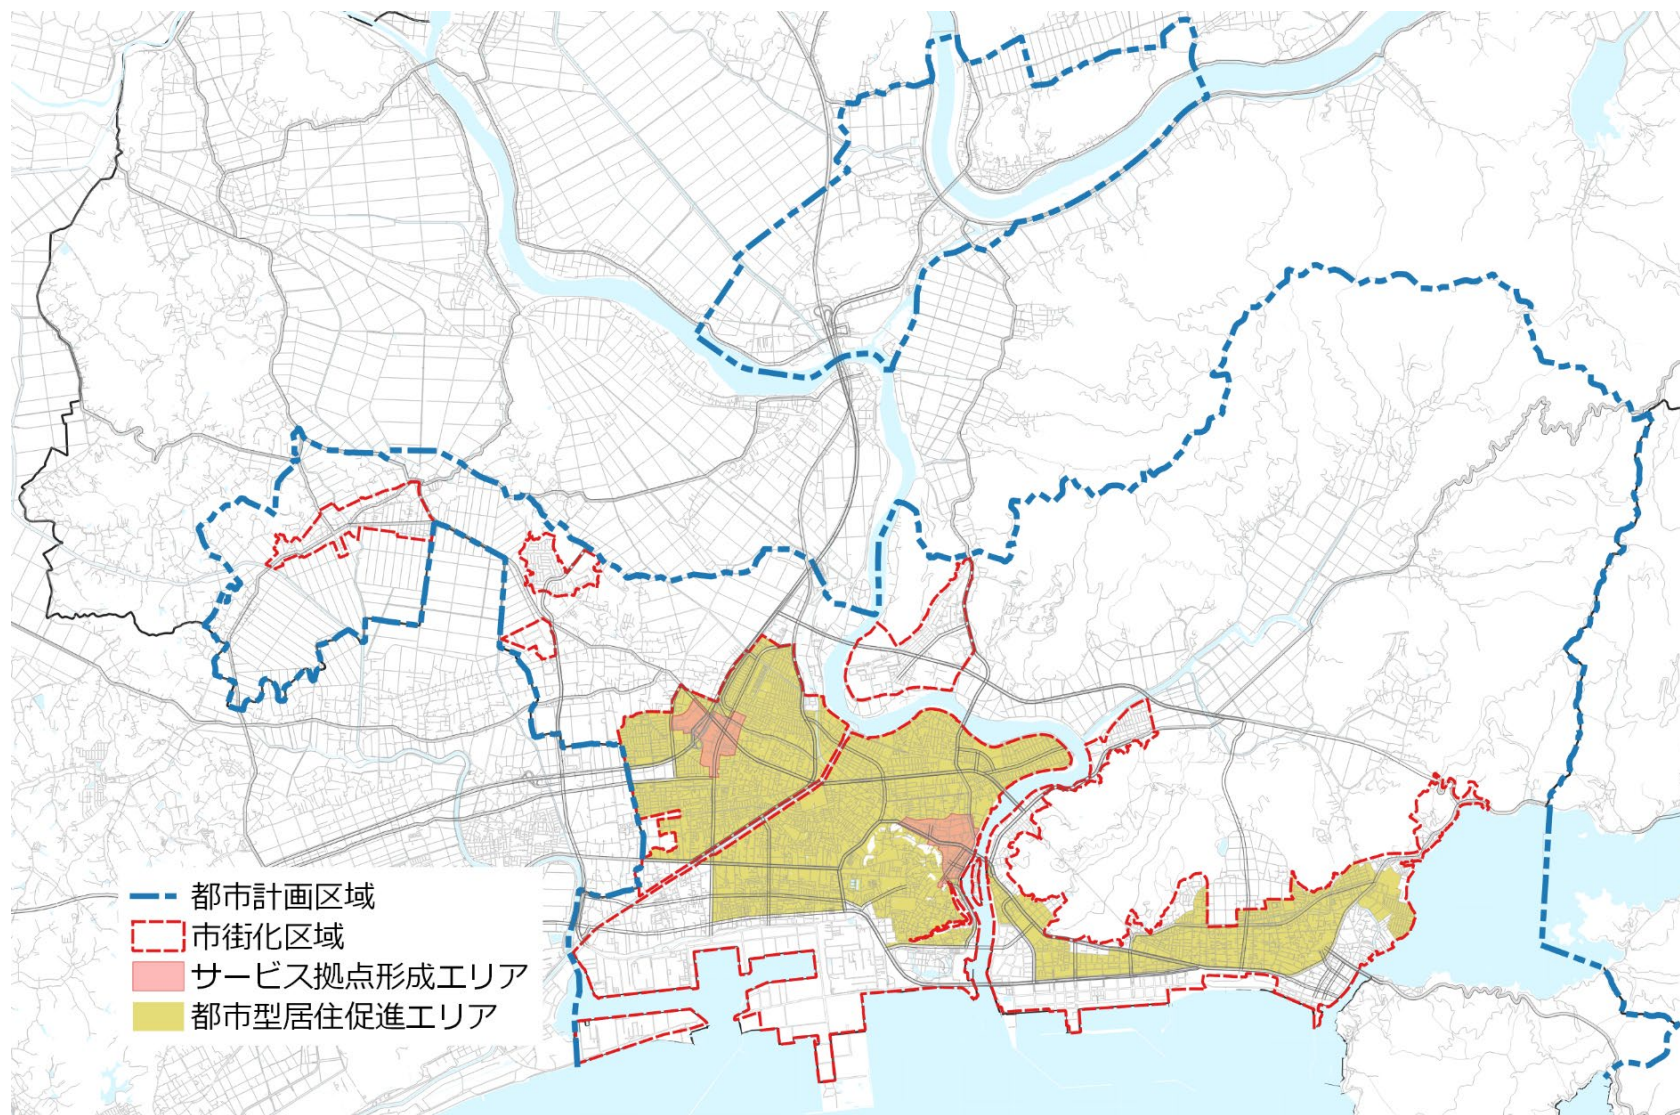 都市計画区域
市街化区域
サービス拠点形成エリア
都市型居住促進エリア